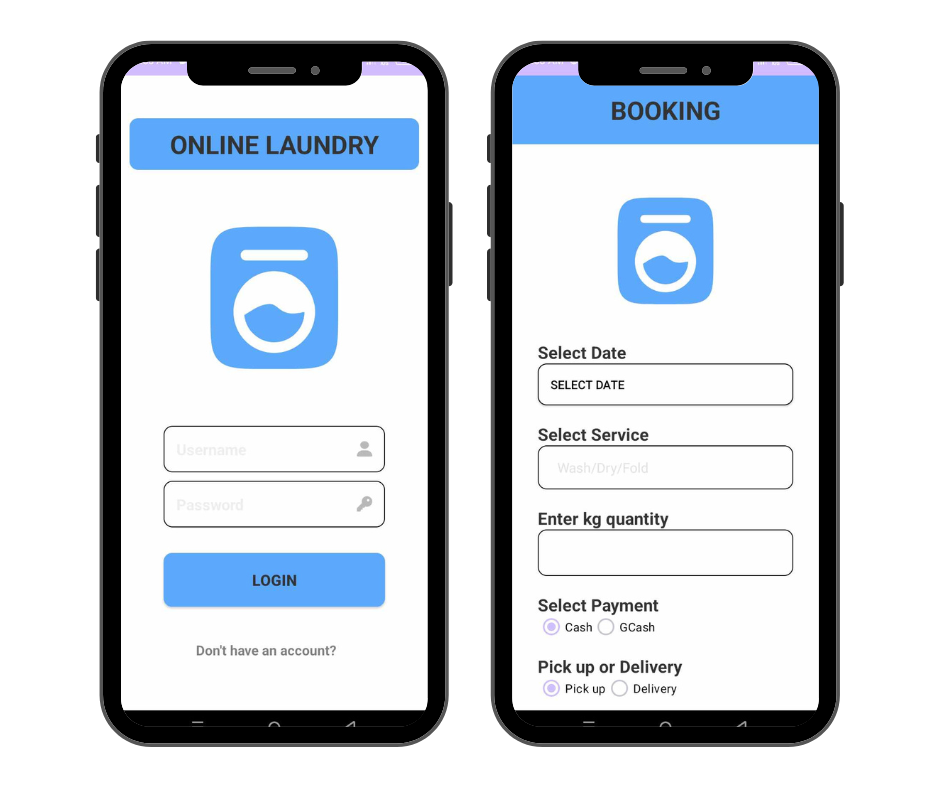 ONLINE LAUNDRY
Username
Password
LOGIN
Don't have an account?
BOOKING
Select Date
SELECT DATE
Select Service
Wash/Dry/Fold
Enter kg quantity
Select Payment
Cash GCash
Pick up or Delivery
Pick up Delivery